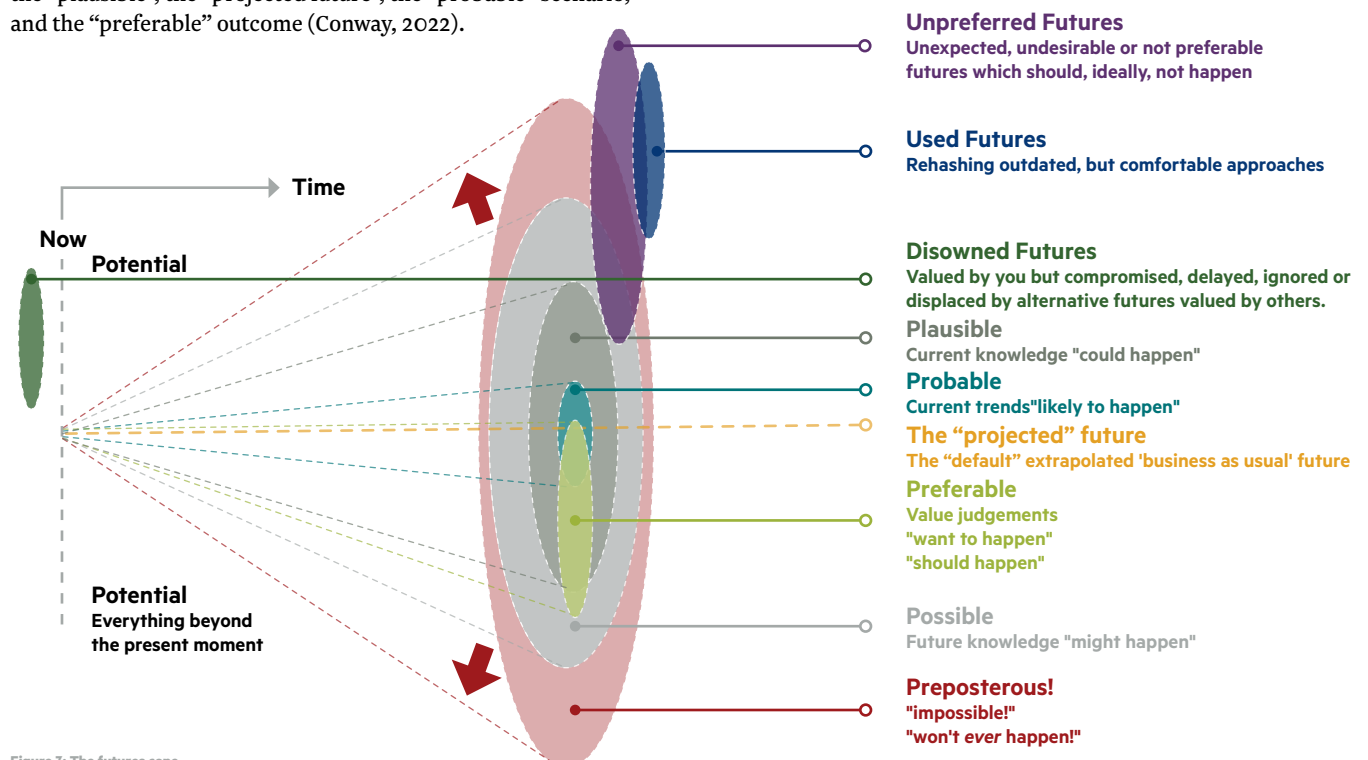 and the “preferable” outcome (Conway, 2022).
Unpreferred Futures
Unexpected, undesirable or not preferable
futures which should, ideally, not happen
Used Futures
Rehashing outdated, but comfortable approaches
Time
Now
Potential
Disowned Futures
Valued by you but compromised, delayed, ignored or
displaced by alternative futures valued by others.
Plausible
Current knowledge "could happen"
Probable
Current trends"likely to happen"
The “projected” future
The “default” extrapolated 'business as usual' future
Preferable
Value judgements
"want to happen"
"should happen"
Potential
Everything beyond
the present moment
Possible
Future knowledge "might happen"
Preposterous!
"impossible!"
"won't ever happen!"